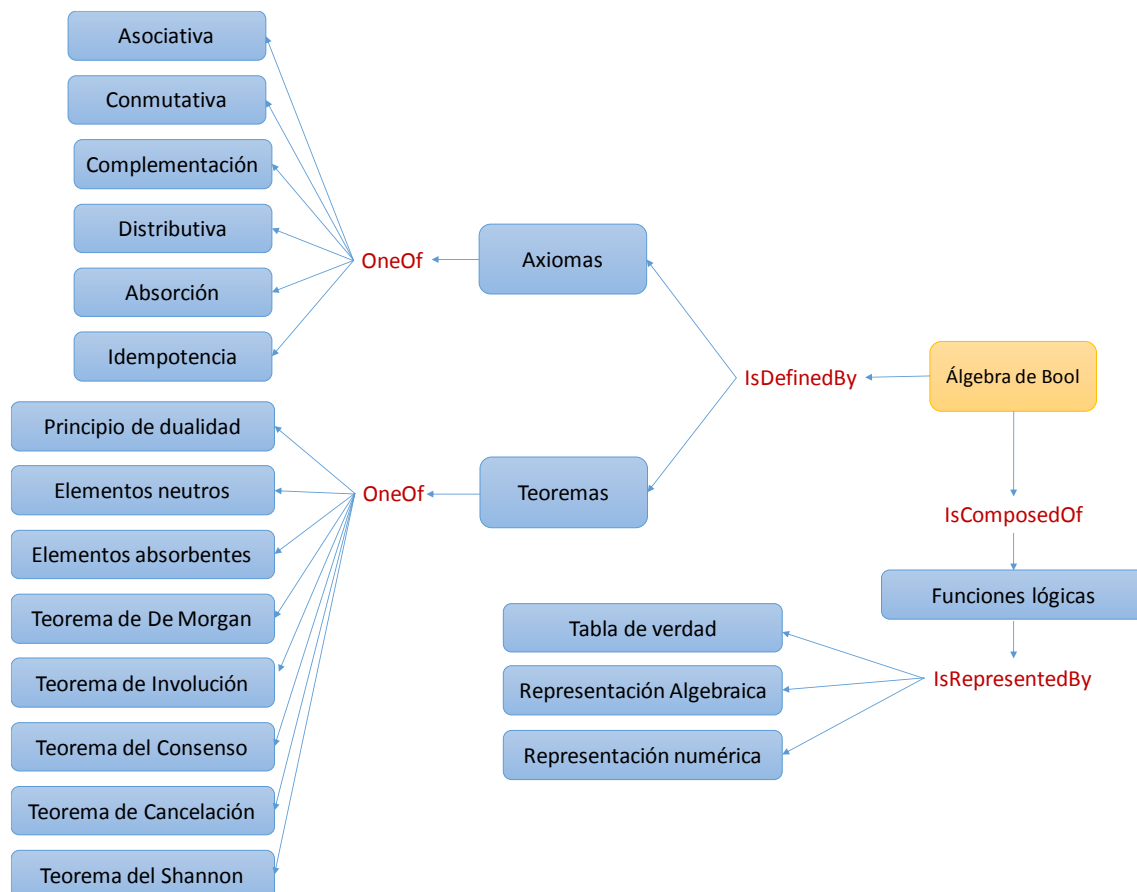 Asociativa
Conmutativa
Complementación
Distributiva
Absorción
Idempotencia
OneOf
Axiomas
IsDefinedBy
Álgebra de Bool
Principio de dualidad
Elementos neutros
Elementos absorbentes
Teorema de De Morgan
Teorema de Involución
Teorema del Consenso
Teorema de Cancelación
Teorema del Shannon
OneOf
Teoremas
IsComposedOf
Funciones lógicas
IsRepresentedBy
Tabla de verdad
Representación Algebraica
Representación numérica